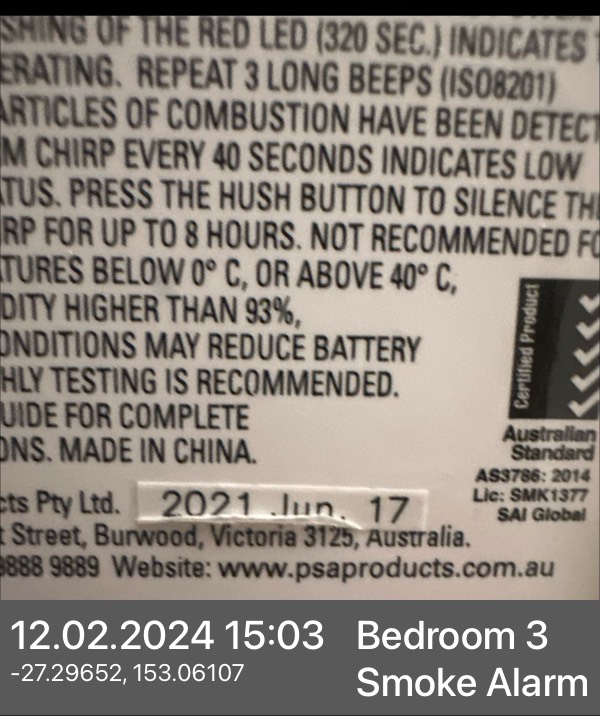 SHING OF THE RED LED (320 SEC.) INDICATES
ERATING. REPEAT 3 LONG BEEPS (ISO8201)
ARTICLES OF COMBUSTION HAVE BEEN DETECT
M CHIRP EVERY 40 SECONDS INDICATES LOW
TUS. PRESS THE HUSH BUTTON TO SILENCE TH
RP FOR UP TO 8 HOURS. NOT RECOMMENDED FO
TURES BELOW 0° C, OR ABOVE 40° C,
DITY HIGHER THAN 93%,
ONDITIONS MAY REDUCE BATTERY
HLY TESTING IS RECOMMENDED.
UIDE FOR COMPLETE
ONS. MADE IN CHINA.
Certified Product
Australian
Standard
AS3786: 2014
Lic: SMK1377
SAI Global
cts Pty Ltd. 2021 Jun. 17
t Street, Burwood, Victoria 3125, Australia.
9888 9889 Website: www.psaproducts.com.au
12.02.2024 15:03
-27.29652, 153.06107
Bedroom 3
Smoke Alarm